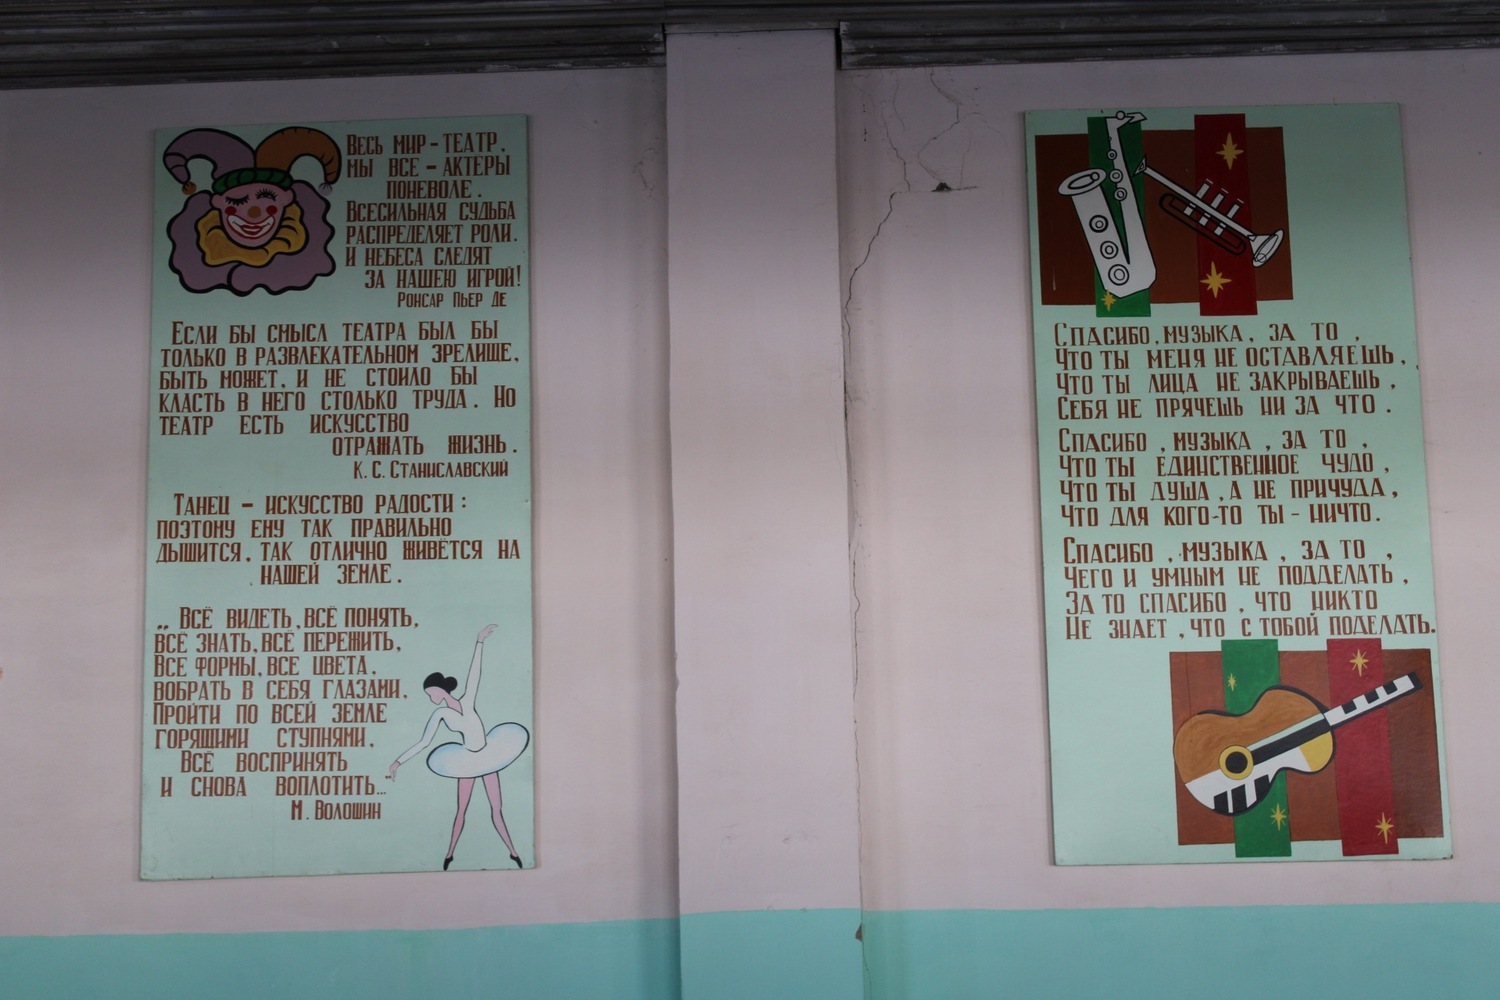 Весь мир - театр.
Мы все - актеры
поневоле.
Всесильная судьба
распределяет роли.
И небеса следят
за нашею игрой!
Ронсар Пьер Де
Если бы смысл театра был бы
только в развлекательном зрелище,
быть может, и не стоило бы
класть в него столько труда. Но
театр есть искусство
отражать жизнь.
К. С. Станиславский
Танец - искусство радости:
поэтому ему так правильно
дышится, так отлично живётся на
нашей земле.
„ Всё видеть, всё понять,
всё знать, всё пережить,
все формы, все цвета,
вобрать в себя глазами,
Пройти по всей земле
горящими ступнями,
Всё воспринять
и снова воплотить..."
М. Волошин
Спасибо, музыка, за то,
Что ты меня не оставляешь,
Что ты лица не закрываешь,
Себя не прячешь ни за что.
Спасибо, музыка, за то,
Что ты единственное чудо,
Что ты душа, а не причуда,
Что для кого-то ты - ничто.
Спасибо, музыка, за то,
Чего и умным не подделать,
За то спасибо, что никто
Не знает, что с тобой поделать.